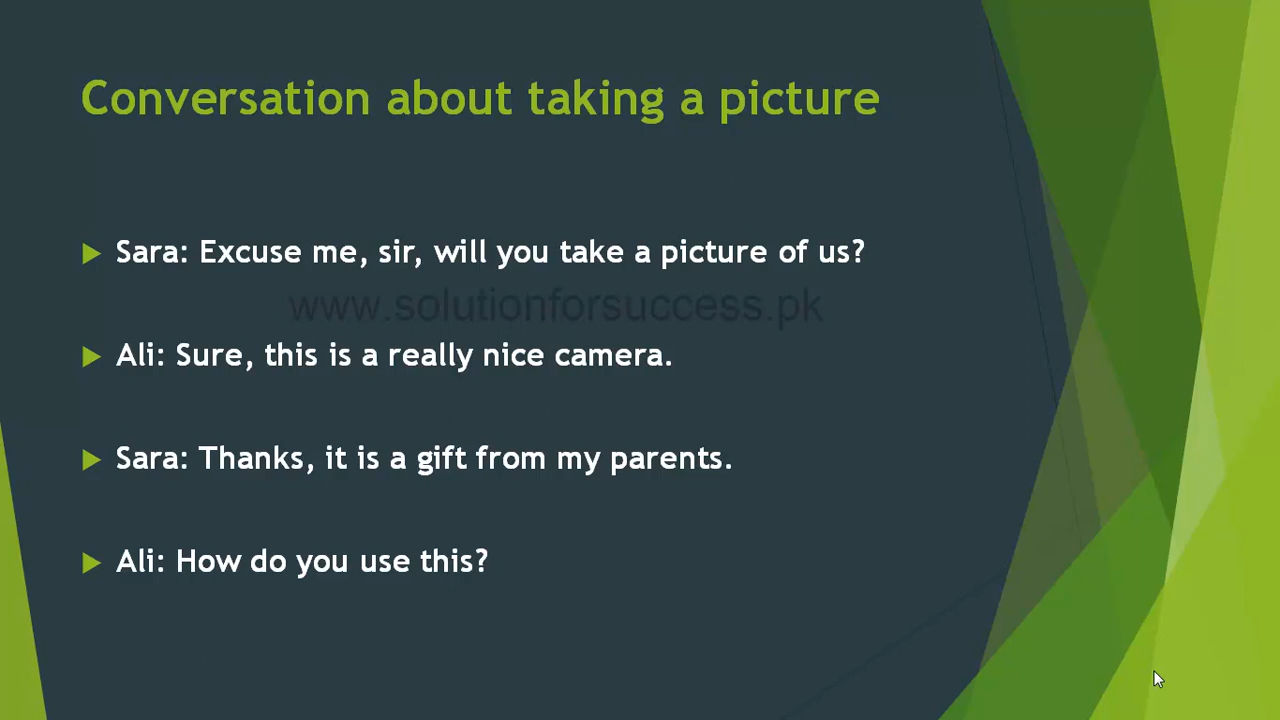 Conversation about taking a picture
Sara: Excuse me, sir, will you take a picture of us?
www.solutionforsuccess.pk
Ali: Sure, this is a really nice camera.
Sara: Thanks, it is a gift from my parents.
Ali: How do you use this?